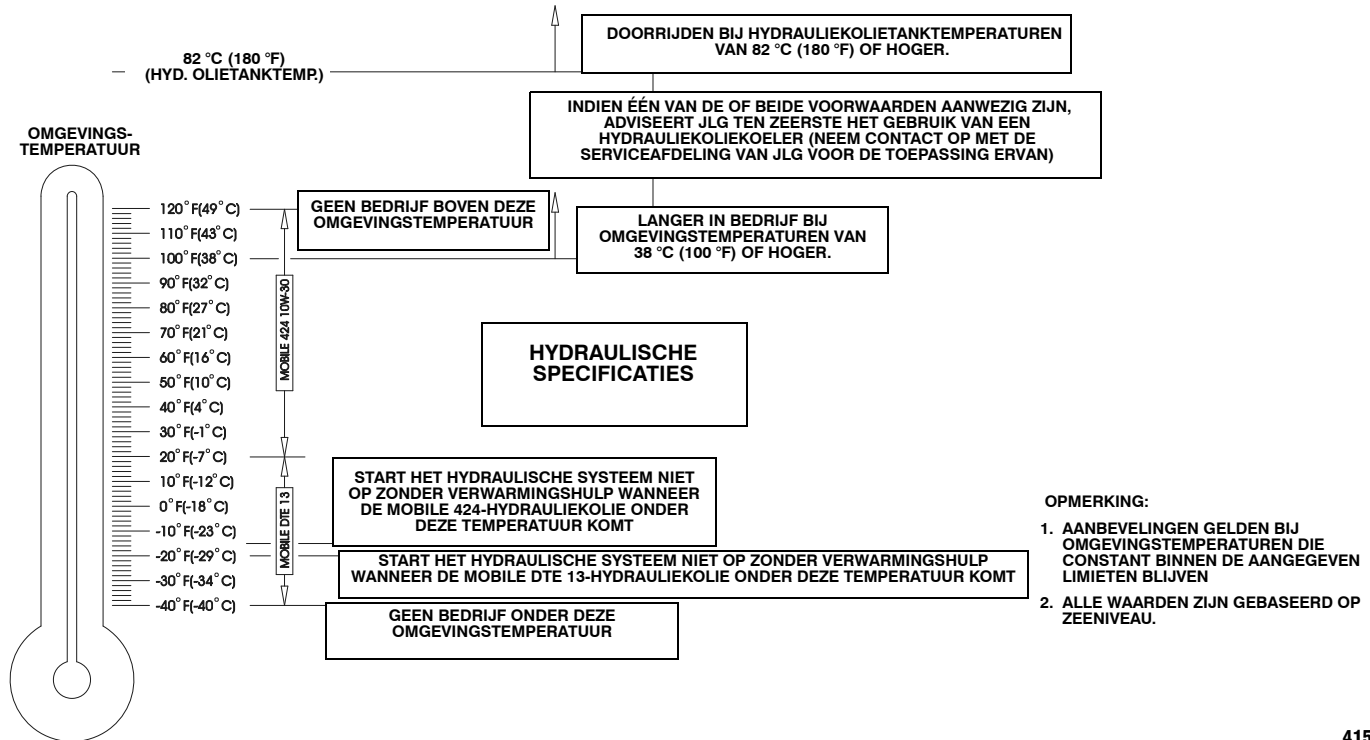 82 °C (180 °F)
(HYD. OLIETANKTEMP.)
DOORRIJDEN BIJ HYDRAULIEKOLIETANKTEMPERATUREN
VAN 82 °C (180 °F) OF HOGER.
INDIEN ÉÉN VAN DE OF BEIDE VOORWAARDEN AANWEZIG ZIJN,
ADVISEERT JLG TEN ZEERSTE HET GEBRUIK VAN EEN
HYDRAULIEKOLIEKOELER (NEEM CONTACT OP MET DE
SERVICEAFDELING VAN JLG VOOR DE TOEPASSING ERVAN)
OMGEVINGS-
TEMPERATUUR
120°F(49°C)
110°F(43°C)
100°F(38°C)
90°F(32°C)
80°F(27°C)
70°F(21°C)
60°F(16°C)
50°F(10°C)
40°F(4°C)
30°F(-1°C)
20°F(-7°C)
10°F(-12°C)
0°F(-18°C)
-10°F(-23°C)
-20°F(-29°C)
-30°F(-34°C)
-40°F(-40°C)
MOBILE 424 10W-30
MOBILE DTE 13
GEEN BEDRIJF BOVEN DEZE
OMGEVINGSTEMPERATUUR
LANGER IN BEDRIJF BIJ
OMGEVINGSTEMPERATUREN VAN
38 °C (100 °F) OF HOGER.
HYDRAULISCHE
SPECIFICATIES
START HET HYDRAULISCHE SYSTEEM NIET
OP ZONDER VERWARMINGSHULP WANNEER
DE MOBILE 424-HYDRAULIEKOLIE ONDER
DEZE TEMPERATUUR KOMT
START HET HYDRAULISCHE SYSTEEM NIET OP ZONDER VERWARMINGSHULP
WANNEER DE MOBILE DTE 13-HYDRAULIEKOLIE ONDER DEZE TEMPERATUUR KOMT
GEEN BEDRIJF ONDER DEZE
OMGEVINGSTEMPERATUUR
OPMERKING:
1. AANBEVELINGEN GELDEN BIJ
OMGEVINGSTEMPERATUREN DIE
CONSTANT BINNEN DE AANGEGEVEN
LIMIETEN BLIJVEN
2. ALLE WAARDEN ZIJN GEBASEERD OP
ZEENIVEAU.